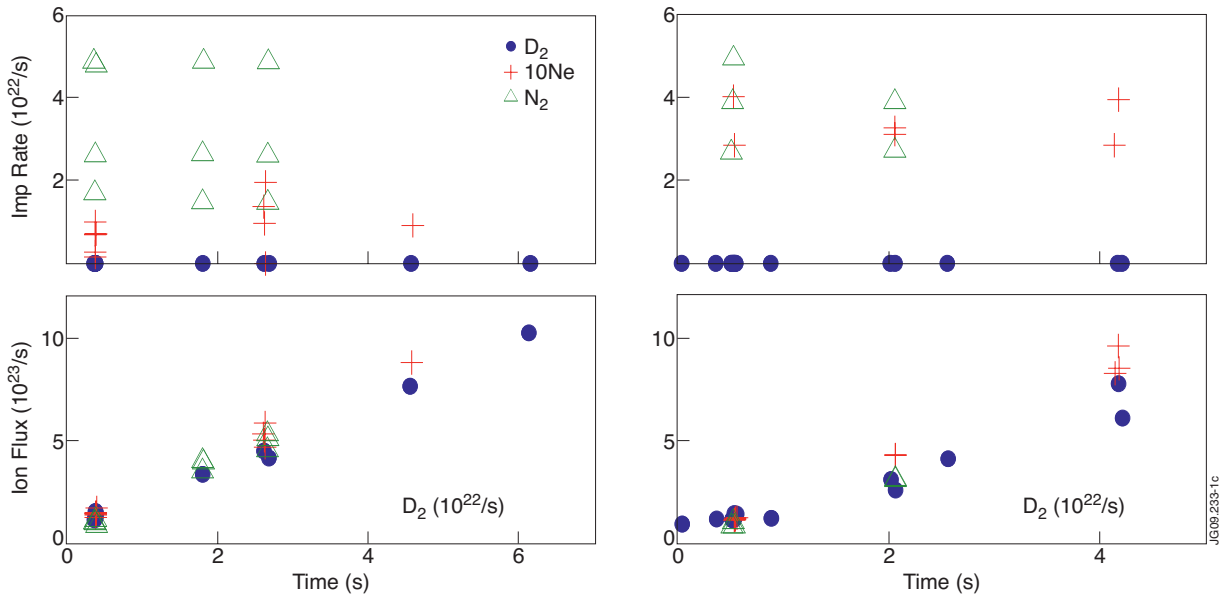 6
4
2
Imp Rate (10²²/s)
D₂
10Ne
N₂
6
4
2
10
5
0
Ion Flux (10²³/s)
D₂ (10²²/s)
0
2
4
6
Time (s)
10
5
0
D₂ (10²²/s)
0
2
4
Time (s)
JG09.233-1c